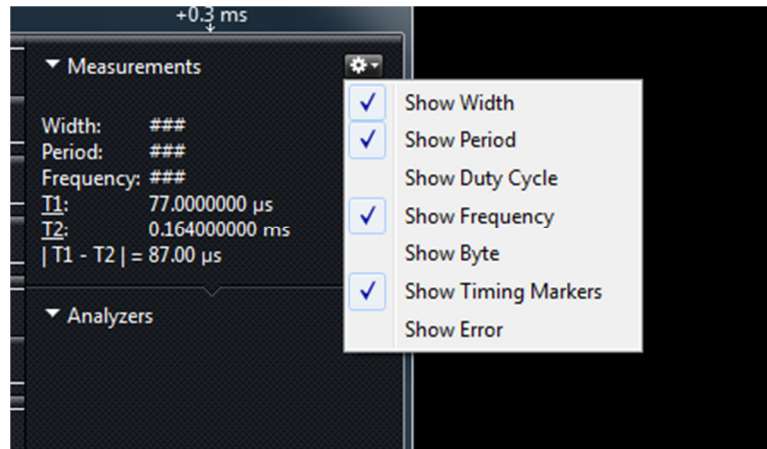 +0.3 ms
Measurements
Width: ###
Period: ###
Frequency: ###
T1: 77.0000000 µs
T2: 0.164000000 ms
| T1 - T2 | = 87.00 µs
Analyzers
Show Width
Show Period
Show Duty Cycle
Show Frequency
Show Byte
Show Timing Markers
Show Error